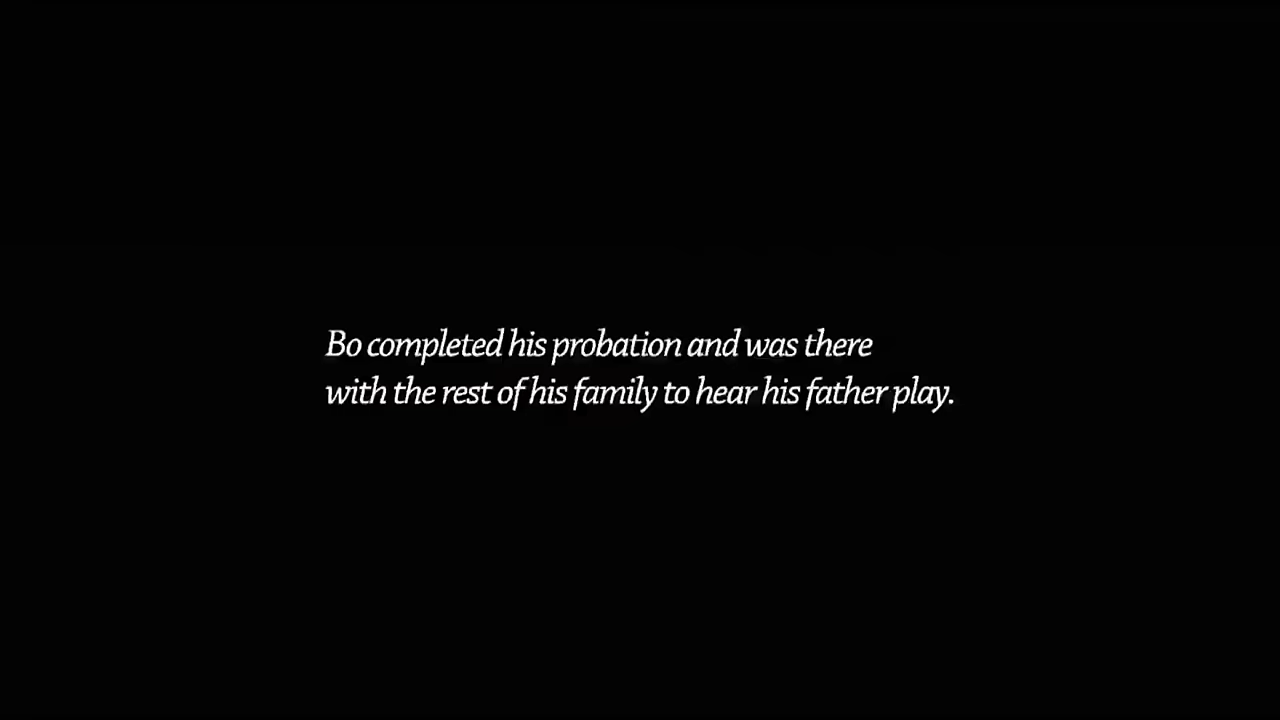 Bo completed his probation and was there
with the rest of his family to hear his father play.